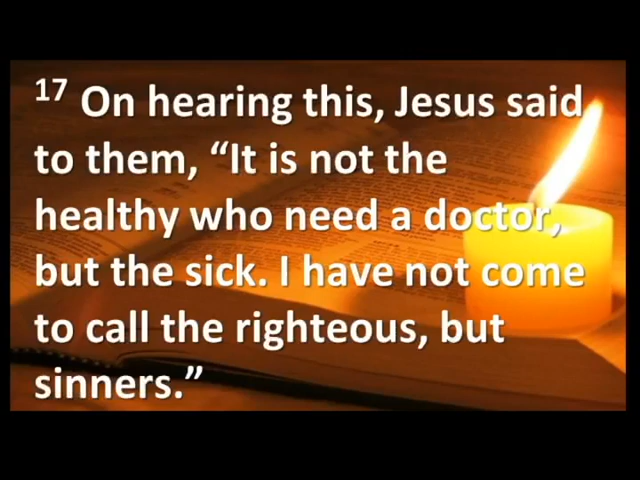 17 On hearing this, Jesus said
to them, “It is not the
healthy who need a doctor,
but the sick. I have not come
to call the righteous, but
sinners.”